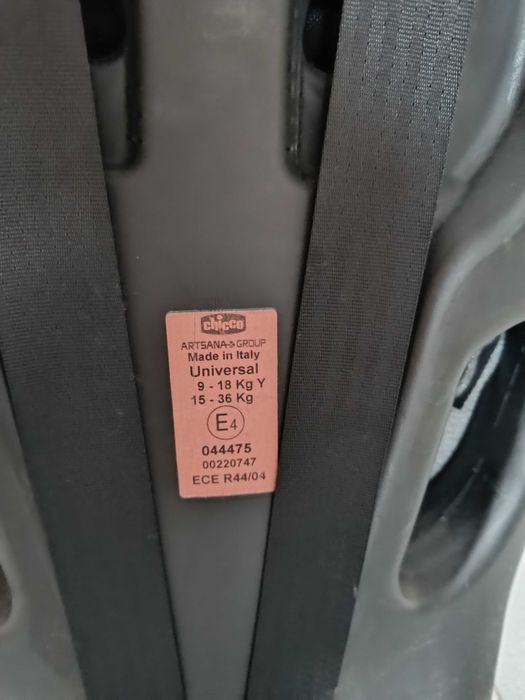 chicco
ARTSANA GROUP
Made in Italy
Universal
9 - 18 Kg Y
15 - 36 Kg
E4
044475
00220747
ECE R44/04